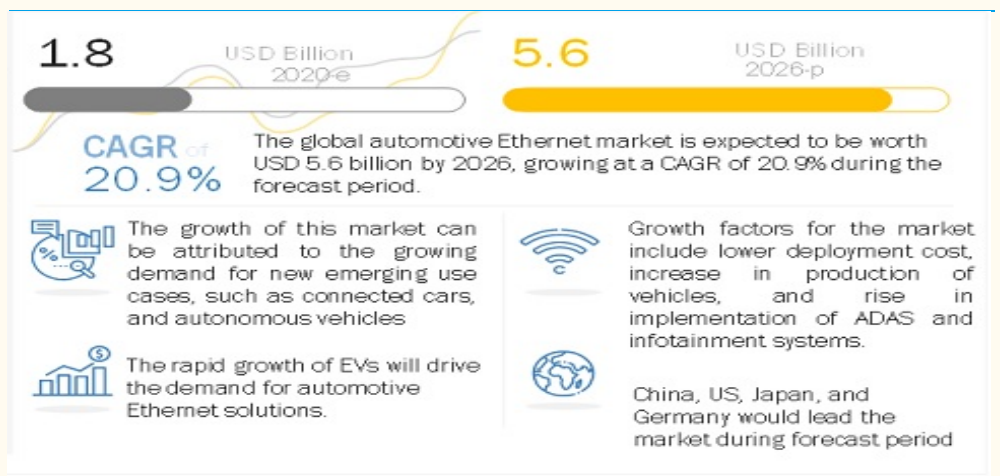 1.8
USD Billion
2020-e
5.6
USD Billion
2026-p
CAGR of
20.9%
The global automotive Ethernet market is expected to be worth
USD 5.6 billion by 2026, growing at a CAGR of 20.9% during the
forecast period.
The growth of this market can
be attributed to the growing
demand for new emerging use
cases, such as connected cars,
and autonomous vehicles
Growth factors for the market
include lower deployment cost,
increase in production of
vehicles, and rise in
implementation of ADAS and
infotainment systems.
The rapid growth of EVs will drive
the demand for automotive
Ethernet solutions.
China, US, Japan, and
Germany would lead the
market during forecast period